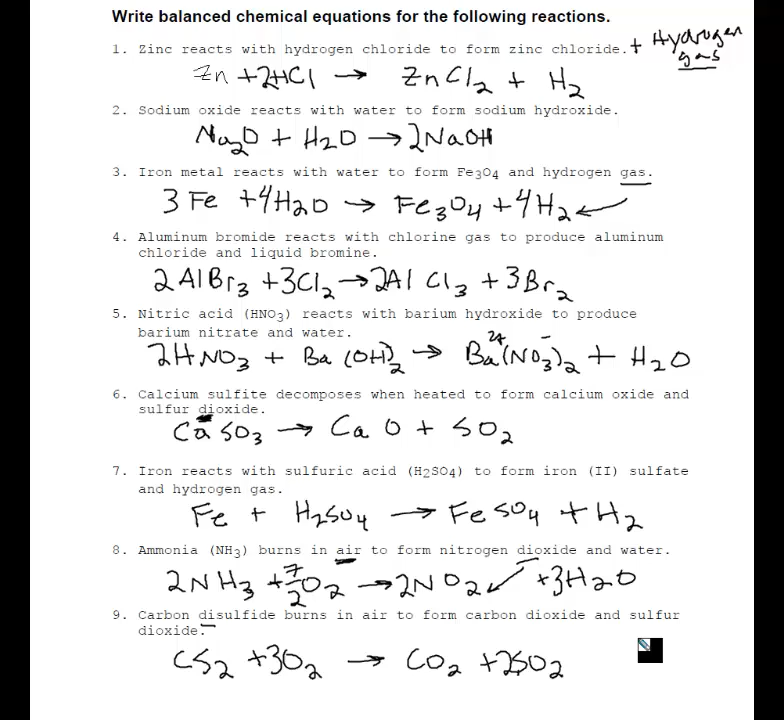 Write balanced chemical equations for the following reactions.
1. Zinc reacts with hydrogen chloride to form zinc chloride. + Hydrogen gas
Zn + 2HCl → ZnCl₂ + H₂
2. Sodium oxide reacts with water to form sodium hydroxide.
Na₂O + H₂O → 2NaOH
3. Iron metal reacts with water to form Fe3O4 and hydrogen gas.
3 Fe + 4H₂O → Fe₃O₄ + 4H₂
4. Aluminum bromide reacts with chlorine gas to produce aluminum
chloride and liquid bromine.
2AlBr₃ + 3Cl₂ → 2AlCl₃ + 3Br₂
5. Nitric acid (HNO3) reacts with barium hydroxide to produce
barium nitrate and water.
2HNO₃ + Ba(OH)₂ → Ba²⁺(NO₃⁻)₂ + H₂O
6. Calcium sulfite decomposes when heated to form calcium oxide and
sulfur dioxide.
CaSO₃ → CaO + SO₂
7. Iron reacts with sulfuric acid (H2SO4) to form iron (II) sulfate
and hydrogen gas.
Fe + H₂SO₄ → FeSO₄ + H₂
8. Ammonia (NH3) burns in air to form nitrogen dioxide and water.
2NH₃ + 7/2 O₂ → 2NO₂ + 3H₂O
9. Carbon disulfide burns in air to form carbon dioxide and sulfur
dioxide.
CS₂ + 3O₂ → CO₂ + 2SO₂